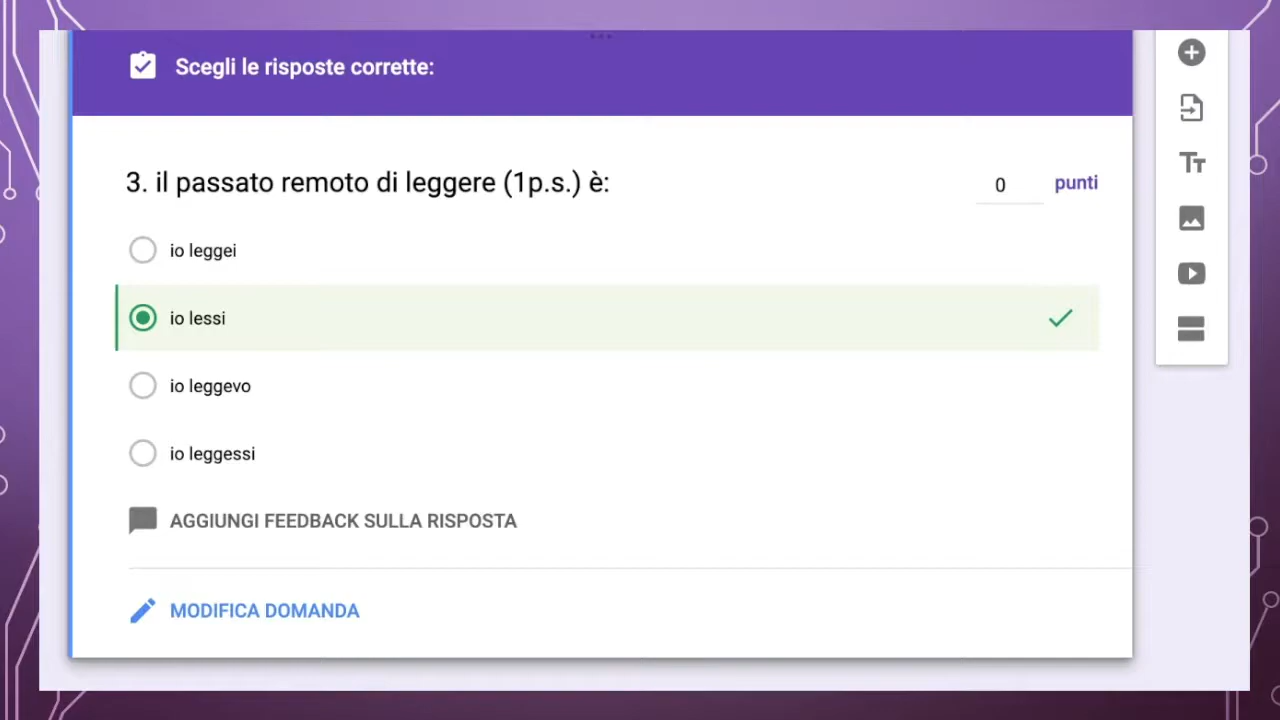 Scegli le risposte corrette:
3. il passato remoto di leggere (1p.s.) è:
0 punti
io leggei
io lessi
io leggevo
io leggessi
AGGIUNGI FEEDBACK SULLA RISPOSTA
MODIFICA DOMANDA